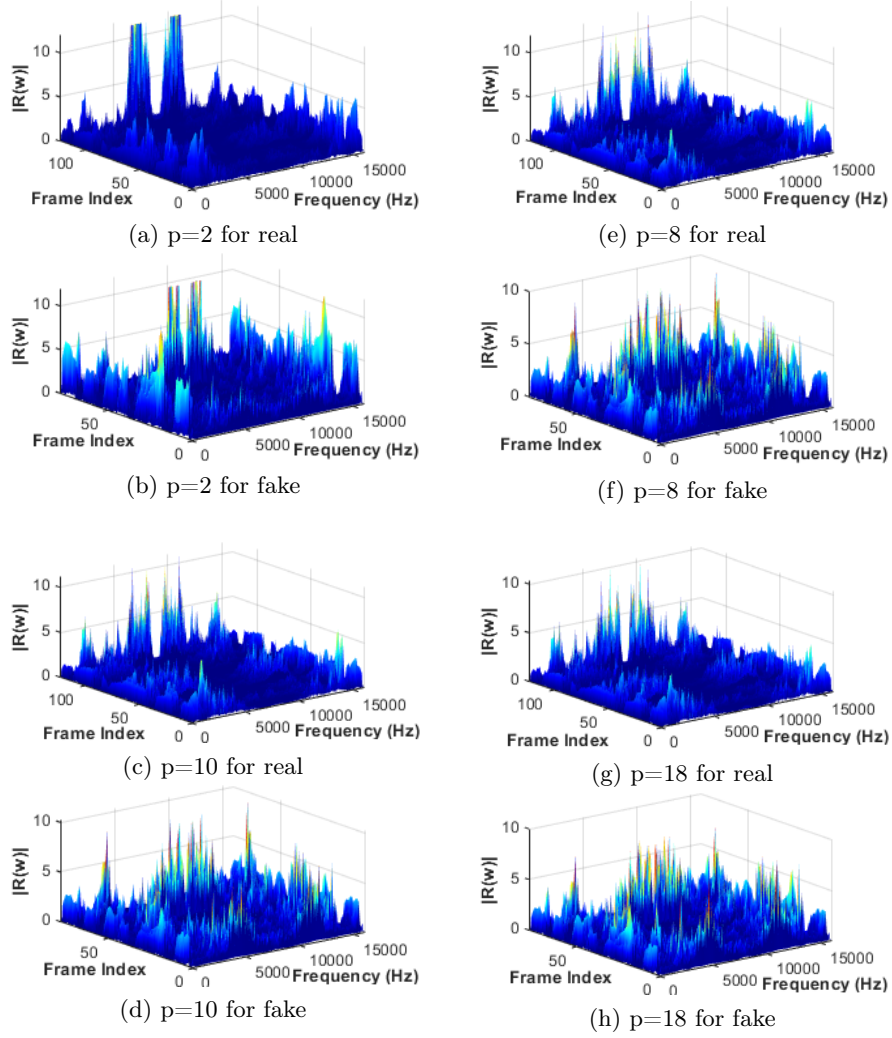 10
5
0
|R(w)|
100
50
0
Frame Index
0
5000
10000
15000
Frequency (Hz)
(a) p=2 for real
10
5
0
|R(w)|
100
50
0
Frame Index
0
5000
10000
15000
Frequency (Hz)
(e) p=8 for real
10
5
0
|R(w)|
50
0
Frame Index
0
5000
10000
15000
Frequency (Hz)
(b) p=2 for fake
10
5
0
|R(w)|
50
0
Frame Index
0
5000
10000
15000
Frequency (Hz)
(f) p=8 for fake
10
5
0
|R(w)|
100
50
0
Frame Index
0
5000
10000
15000
Frequency (Hz)
(c) p=10 for real
10
5
0
|R(w)|
100
50
0
Frame Index
0
5000
10000
15000
Frequency (Hz)
(g) p=18 for real
10
5
0
|R(w)|
50
0
Frame Index
0
5000
10000
15000
Frequency (Hz)
(d) p=10 for fake
10
5
0
|R(w)|
50
0
Frame Index
0
5000
10000
15000
Frequency (Hz)
(h) p=18 for fake